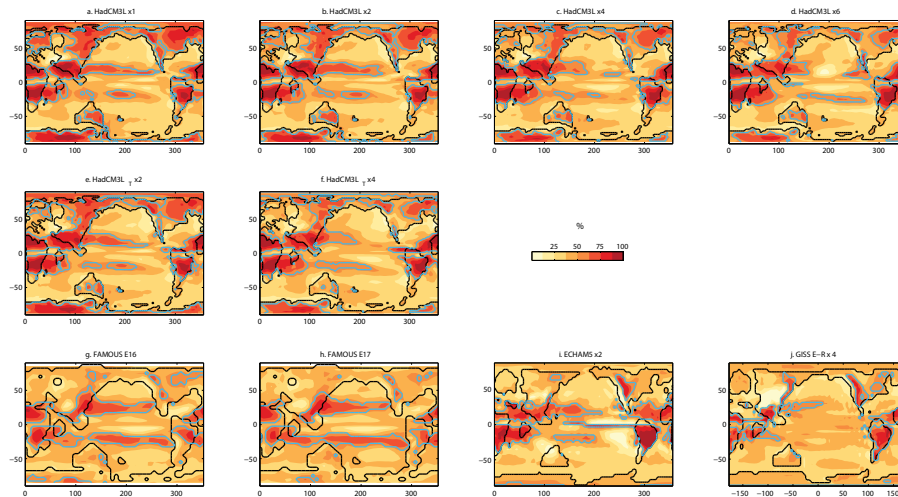 a. HadCM3L x1
b. HadCM3L x2
c. HadCM3L x4
d. HadCM3L x6
50
0
−50
0 100 200 300
50
0
−50
0 100 200 300
50
0
−50
0 100 200 300
50
0
−50
0 100 200 300
e. HadCM3L T x2
f. HadCM3L T x4
%
25 50 75 100
50
0
−50
0 100 200 300
50
0
−50
0 100 200 300
g. FAMOUS E16
h. FAMOUS E17
i. ECHAM5 x2
j. GISS E−R x 4
50
0
−50
0 100 200 300
50
0
−50
0 100 200 300
50
0
−50
0 100 200 300
50
0
−50
−150 −100 −50 0 50 100 150